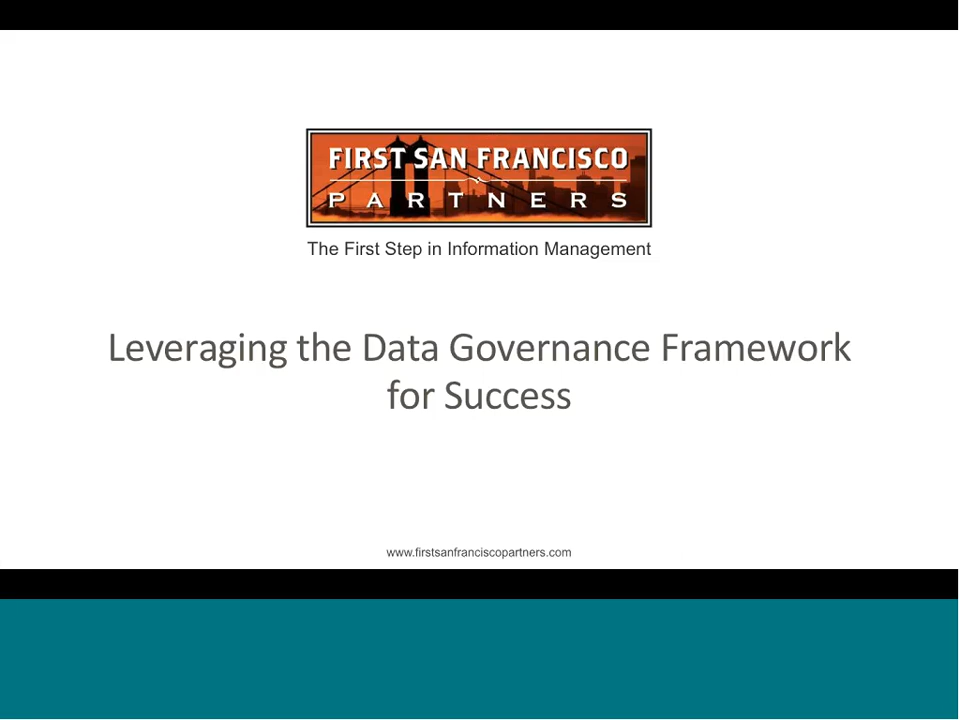 FIRST SAN FRANCISCO
PARTNERS
The First Step in Information Management
Leveraging the Data Governance Framework
for Success
www.firstsanfranciscopartners.com